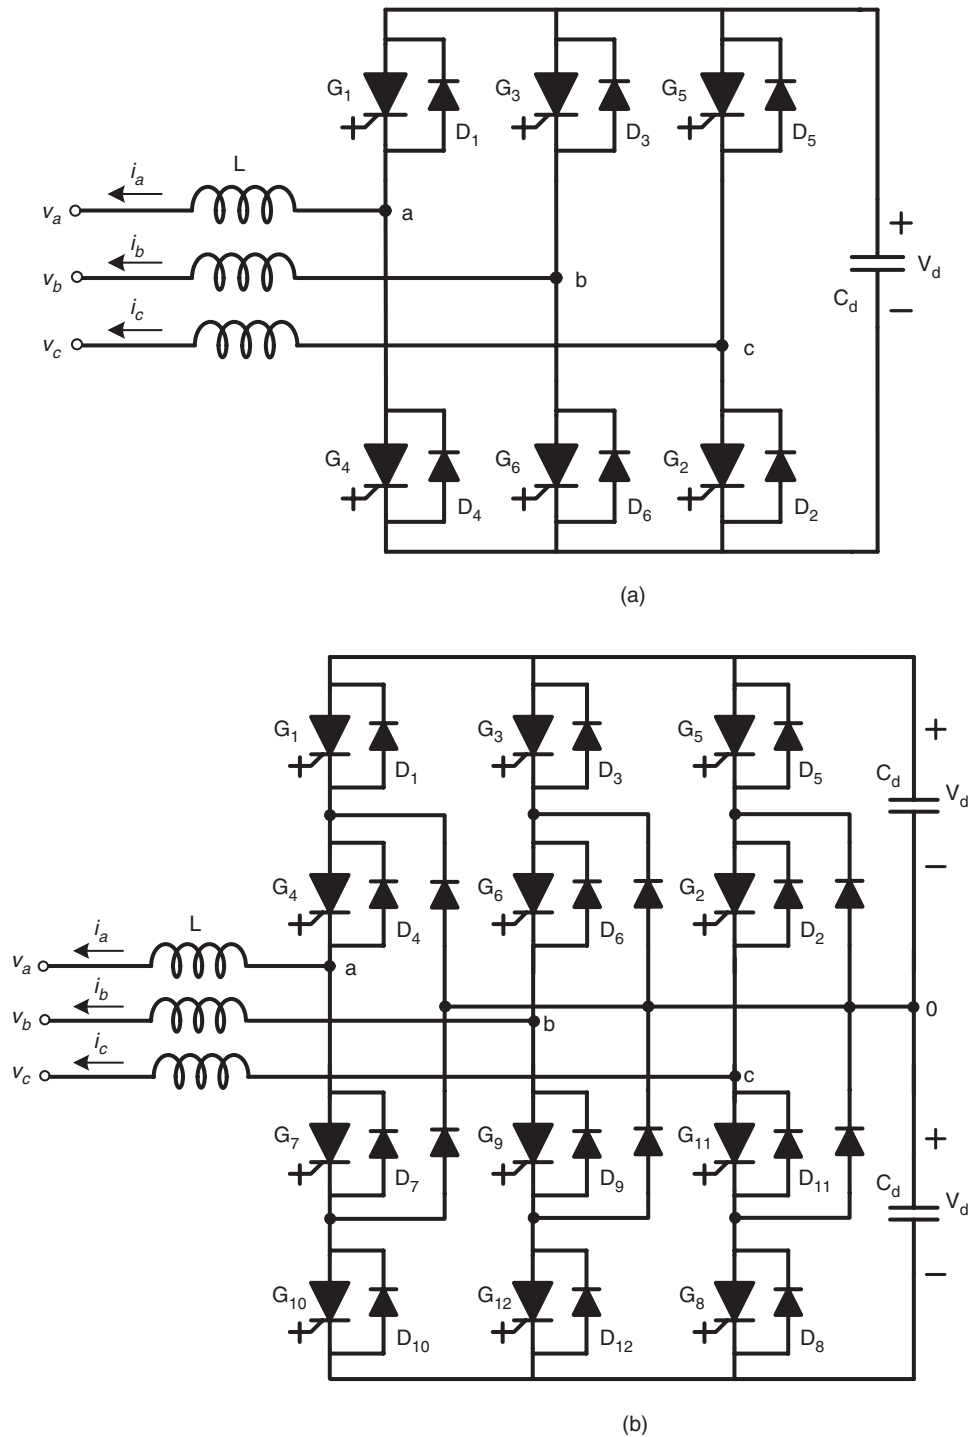 G1 G3 G5
D1 D3 D5
ia L
va a
+
ib
vb b Vd
Cd
ic −
vc c
G4 G6 G2
D4 D6 D2
(a)
G1 G3 G5 +
D1 D3 D5 Cd Vd
−
G4 G6 G2
D4 D6 D2
ia L
va a
ib
vb b 0
ic
vc c
G7 G9 G11 +
D7 D9 D11 Cd Vd
−
G10 G12 G8
D10 D12 D8
(b)